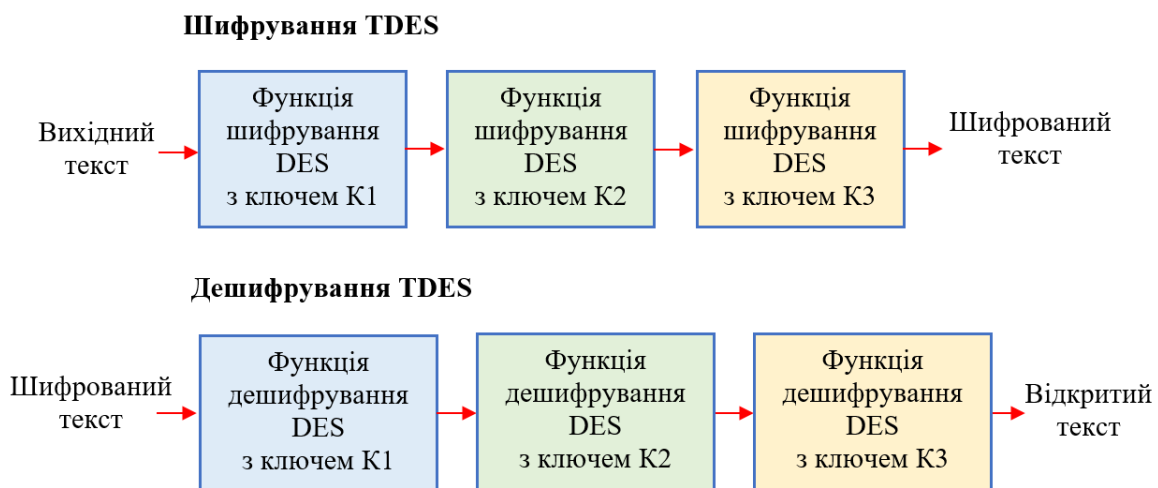 Шифрування TDES
Вихідний
текст
Функція
шифрування
DES
з ключем К1
Функція
шифрування
DES
з ключем К2
Функція
шифрування
DES
з ключем К3
Шифрований
текст
Дешифрування TDES
Шифрований
текст
Функція
дешифрування
DES
з ключем К1
Функція
дешифрування
DES
з ключем К2
Функція
дешифрування
DES
з ключем К3
Відкритий
текст